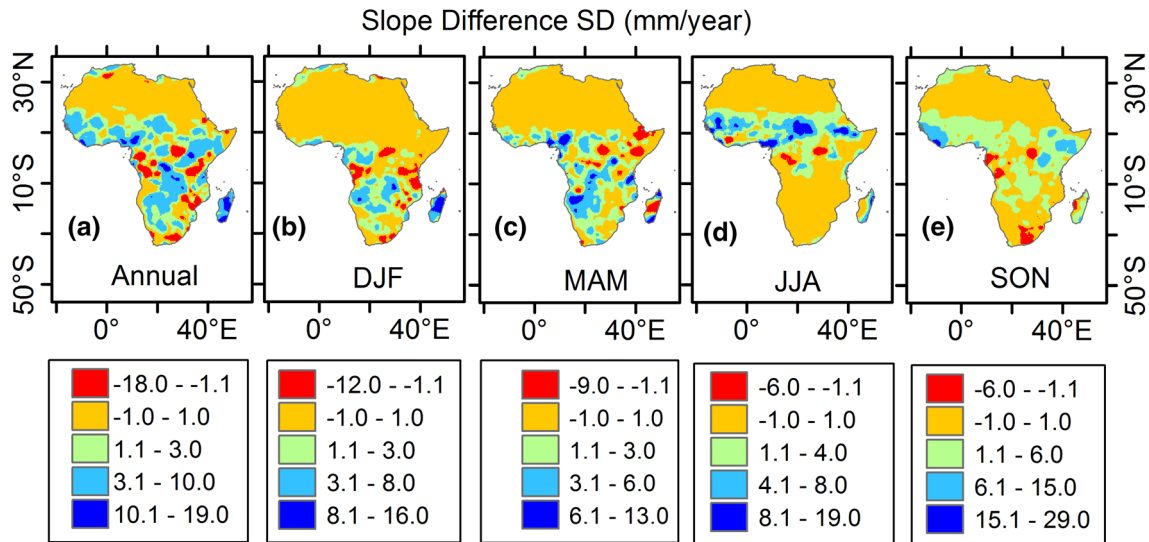 Slope Difference SD (mm/year)
30°N
10°S
50°S
(a)
Annual
(b)
DJF
(c)
MAM
(d)
JJA
(e)
SON
30°N
10°S
50°S
0° 40°E 0° 40°E 0° 40°E 0° 40°E 0° 40°E
-18.0 - -1.1
-1.0 - 1.0
1.1 - 3.0
3.1 - 10.0
10.1 - 19.0
-12.0 - -1.1
-1.0 - 1.0
1.1 - 3.0
3.1 - 8.0
8.1 - 16.0
-9.0 - -1.1
-1.0 - 1.0
1.1 - 3.0
3.1 - 6.0
6.1 - 13.0
-6.0 - -1.1
-1.0 - 1.0
1.1 - 4.0
4.1 - 8.0
8.1 - 19.0
-6.0 - -1.1
-1.0 - 1.0
1.1 - 6.0
6.1 - 15.0
15.1 - 29.0